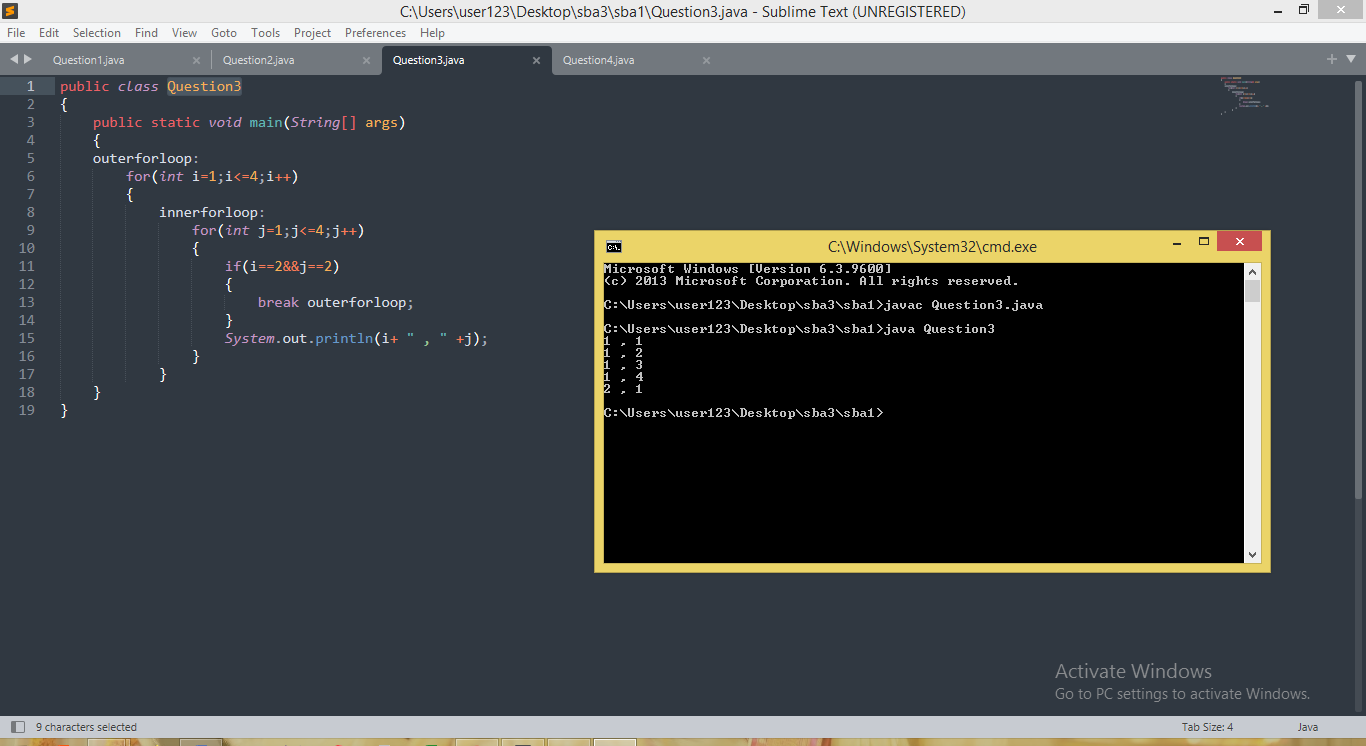 C:\Users\user123\Desktop\sba3\sba1\Question3.java - Sublime Text (UNREGISTERED)
File Edit Selection Find View Goto Tools Project Preferences Help
Question1.java Question2.java Question3.java Question4.java
1 public class Question3
2 {
3 public static void main(String[] args)
4 {
5 outerforloop:
6 for(int i=1;i<=4;i++)
7 {
8 innerforloop:
9 for(int j=1;j<=4;j++)
10 {
11 if(i==2&&j==2)
12 {
13 break outerforloop;
14 }
15 System.out.println(i+ " , " +j);
16 }
17 }
18 }
19 }
C:\Windows\System32\cmd.exe
Microsoft Windows [Version 6.3.9600]
(c) 2013 Microsoft Corporation. All rights reserved.
C:\Users\user123\Desktop\sba3\sba1>javac Question3.java
C:\Users\user123\Desktop\sba3\sba1>java Question3
1 , 1
1 , 2
1 , 3
1 , 4
2 , 1
C:\Users\user123\Desktop\sba3\sba1>
Activate Windows
Go to PC settings to activate Windows.
9 characters selected Tab Size: 4 Java